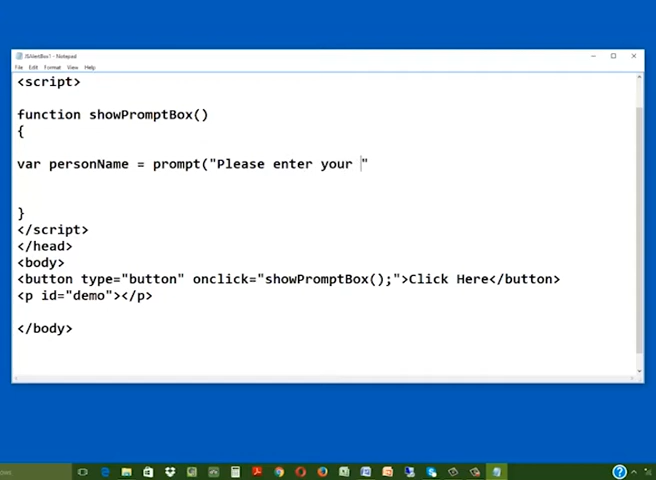 JSAlertBox1 - Notepad
File Edit Format View Help
<script>
function showPromptBox()
{
var personName = prompt("Please enter your "
}
</script>
</head>
<body>
<button type="button" onclick="showPromptBox();">Click Here</button>
<p id="demo"></p>
</body>